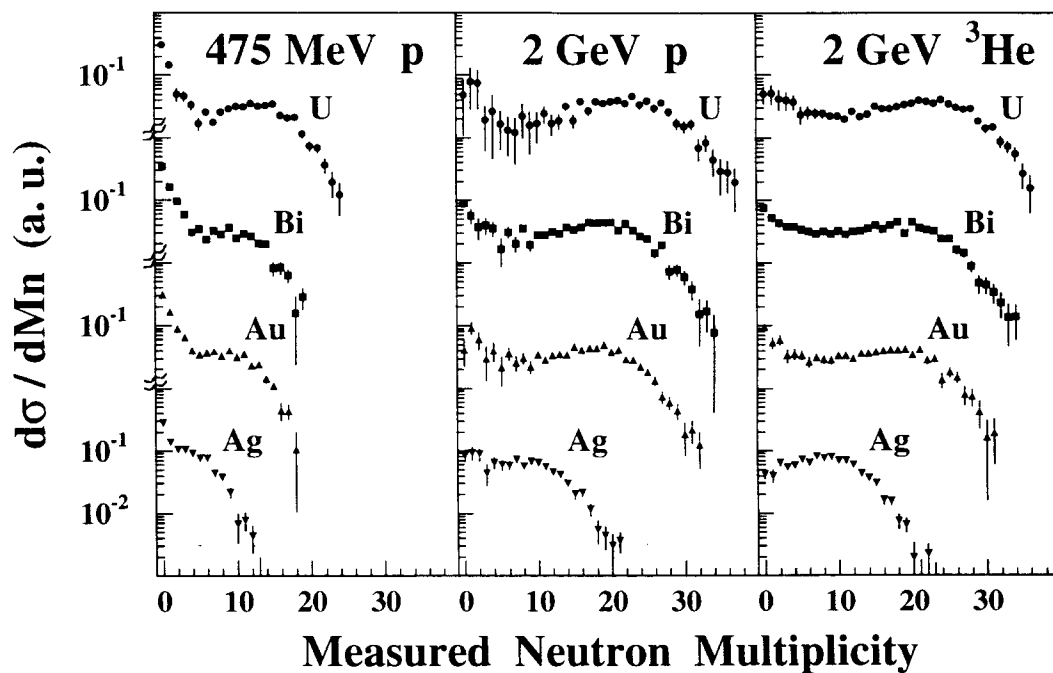 475 MeV p
2 GeV p
2 GeV ³He
dσ / dMn (a. u.)
10⁻¹
U
U
U
10⁻¹
Bi
Bi
Bi
10⁻¹
Au
Au
Au
10⁻¹
Ag
Ag
Ag
10⁻²
0 10 20 30
0 10 20 30
0 10 20 30
Measured Neutron Multiplicity